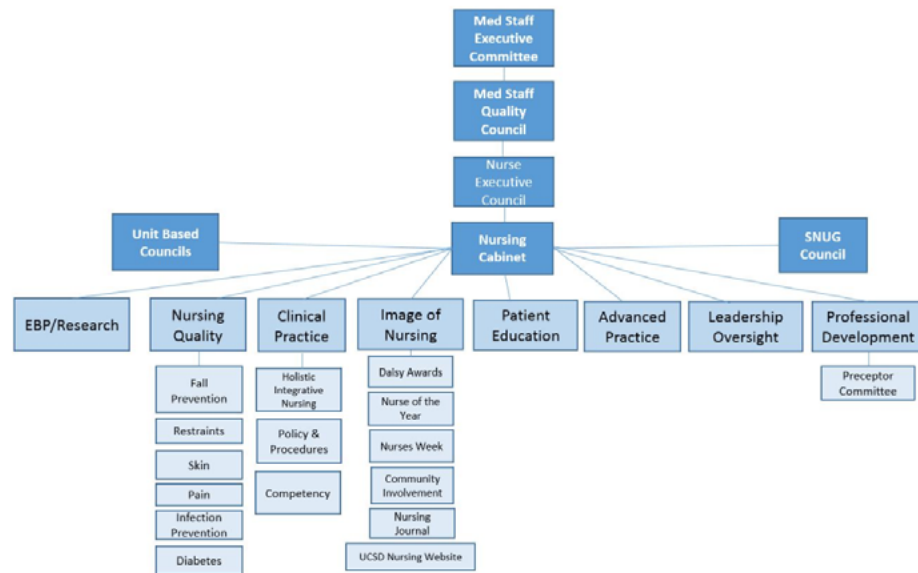 Med Staff
Executive
Committee
Med Staff
Quality
Council
Nurse
Executive
Council
Unit Based
Councils
Nursing
Cabinet
SNUG
Council
EBP/Research
Nursing
Quality
Clinical
Practice
Image of
Nursing
Patient
Education
Advanced
Practice
Leadership
Oversight
Professional
Development
Fall
Prevention
Restraints
Skin
Pain
Infection
Prevention
Diabetes
Holistic
Integrative
Nursing
Policy &
Procedures
Competency
Daisy Awards
Nurse of the
Year
Nurses Week
Community
Involvement
Nursing
Journal
UCSD Nursing Website
Preceptor
Committee